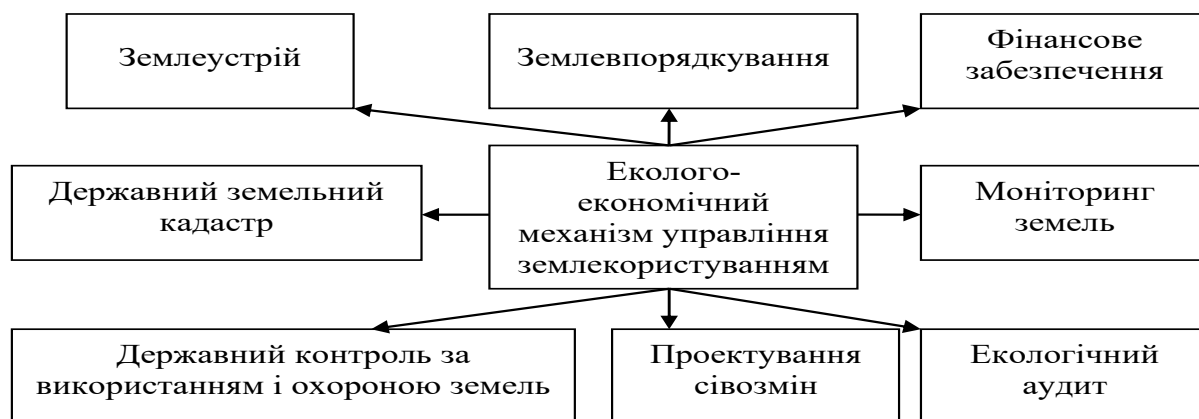 Землеустрій
Землевпорядкування
Фінансове
забезпечення
Державний земельний
кадастр
Еколого-
економічний
механізм управління
землекористуванням
Моніторинг
земель
Державний контроль за
використанням і охороною земель
Проектування
сівозмін
Екологічний
аудит